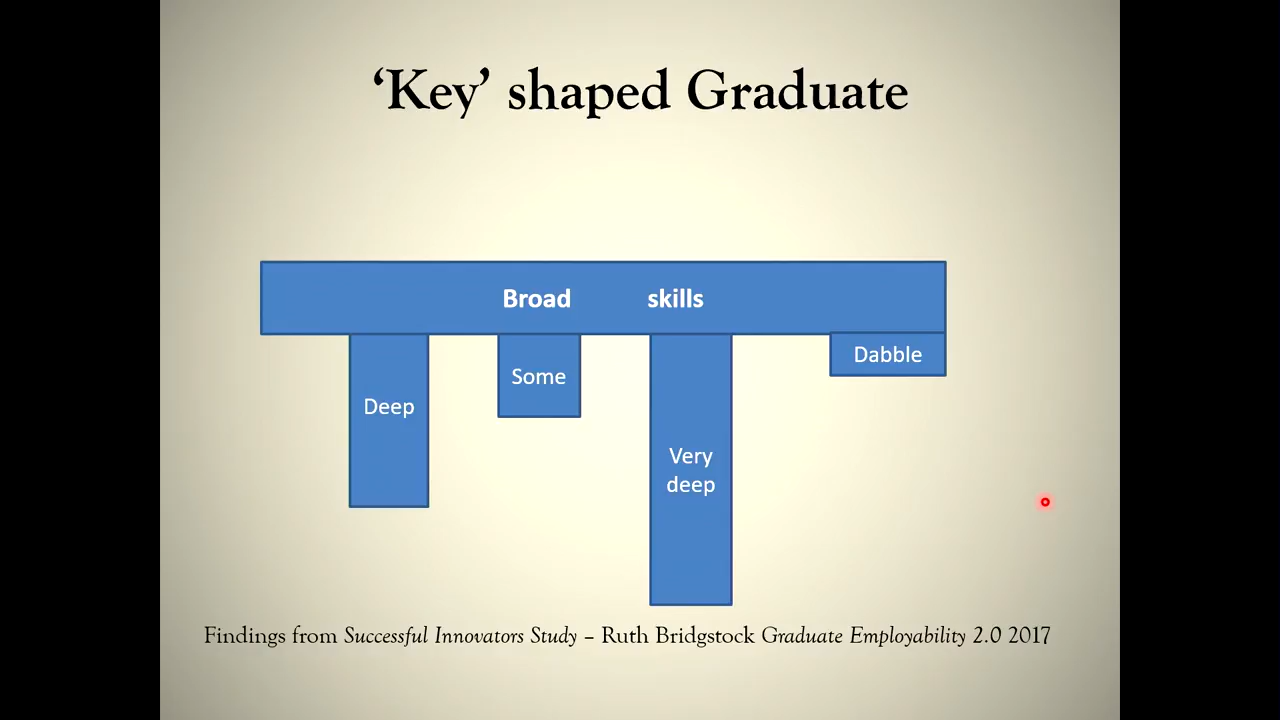 ‘Key’ shaped Graduate
Broad skills
Deep
Some
Very
deep
Dabble
Findings from Successful Innovators Study – Ruth Bridgstock Graduate Employability 2.0 2017